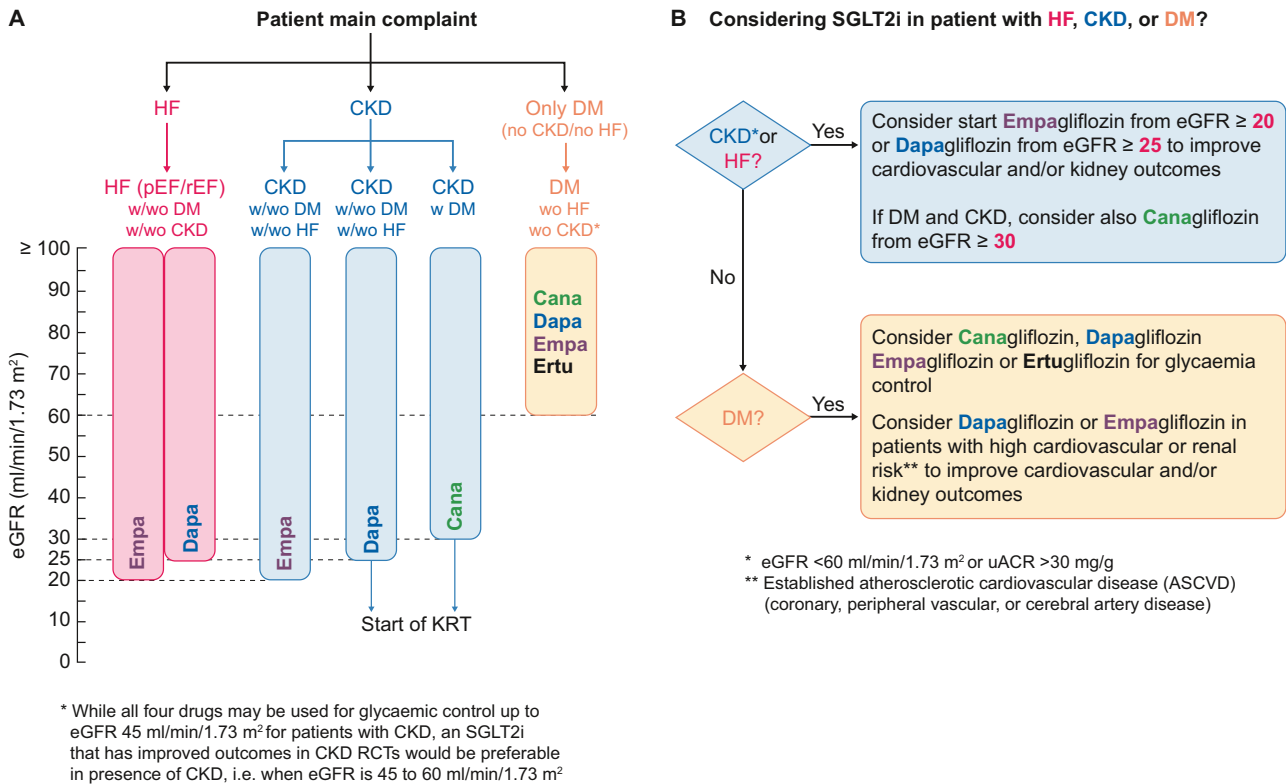 A
Patient main complaint
HF
CKD
Only DM
(no CKD/no HF)
HF (pEF/rEF)
w/wo DM
w/wo CKD
CKD
w/wo DM
w/wo HF
CKD
w/wo DM
w/wo HF
CKD
w DM
DM
wo HF
wo CKD*
eGFR (ml/min/1.73 m²)
≥ 100
90
80
70
60
50
40
30
25
20
10
0
Empa
Dapa
Empa
Dapa
Cana
Cana
Dapa
Empa
Ertu
Start of KRT
* While all four drugs may be used for glycaemic control up to
eGFR 45 ml/min/1.73 m² for patients with CKD, an SGLT2i
that has improved outcomes in CKD RCTs would be preferable
in presence of CKD, i.e. when eGFR is 45 to 60 ml/min/1.73 m²
B
Considering SGLT2i in patient with HF, CKD, or DM?
CKD* or
HF?
Yes
Consider start Empagliflozin from eGFR ≥ 20
or Dapagliflozin from eGFR ≥ 25 to improve
cardiovascular and/or kidney outcomes
If DM and CKD, consider also Canagliflozin
from eGFR ≥ 30
No
DM?
Yes
Consider Canagliflozin, Dapagliflozin
Empagliflozin or Ertugliflozin for glycaemia
control
Consider Dapagliflozin or Empagliflozin in
patients with high cardiovascular or renal
risk** to improve cardiovascular and/or
kidney outcomes
* eGFR <60 ml/min/1.73 m² or uACR >30 mg/g
** Established atherosclerotic cardiovascular disease (ASCVD)
(coronary, peripheral vascular, or cerebral artery disease)